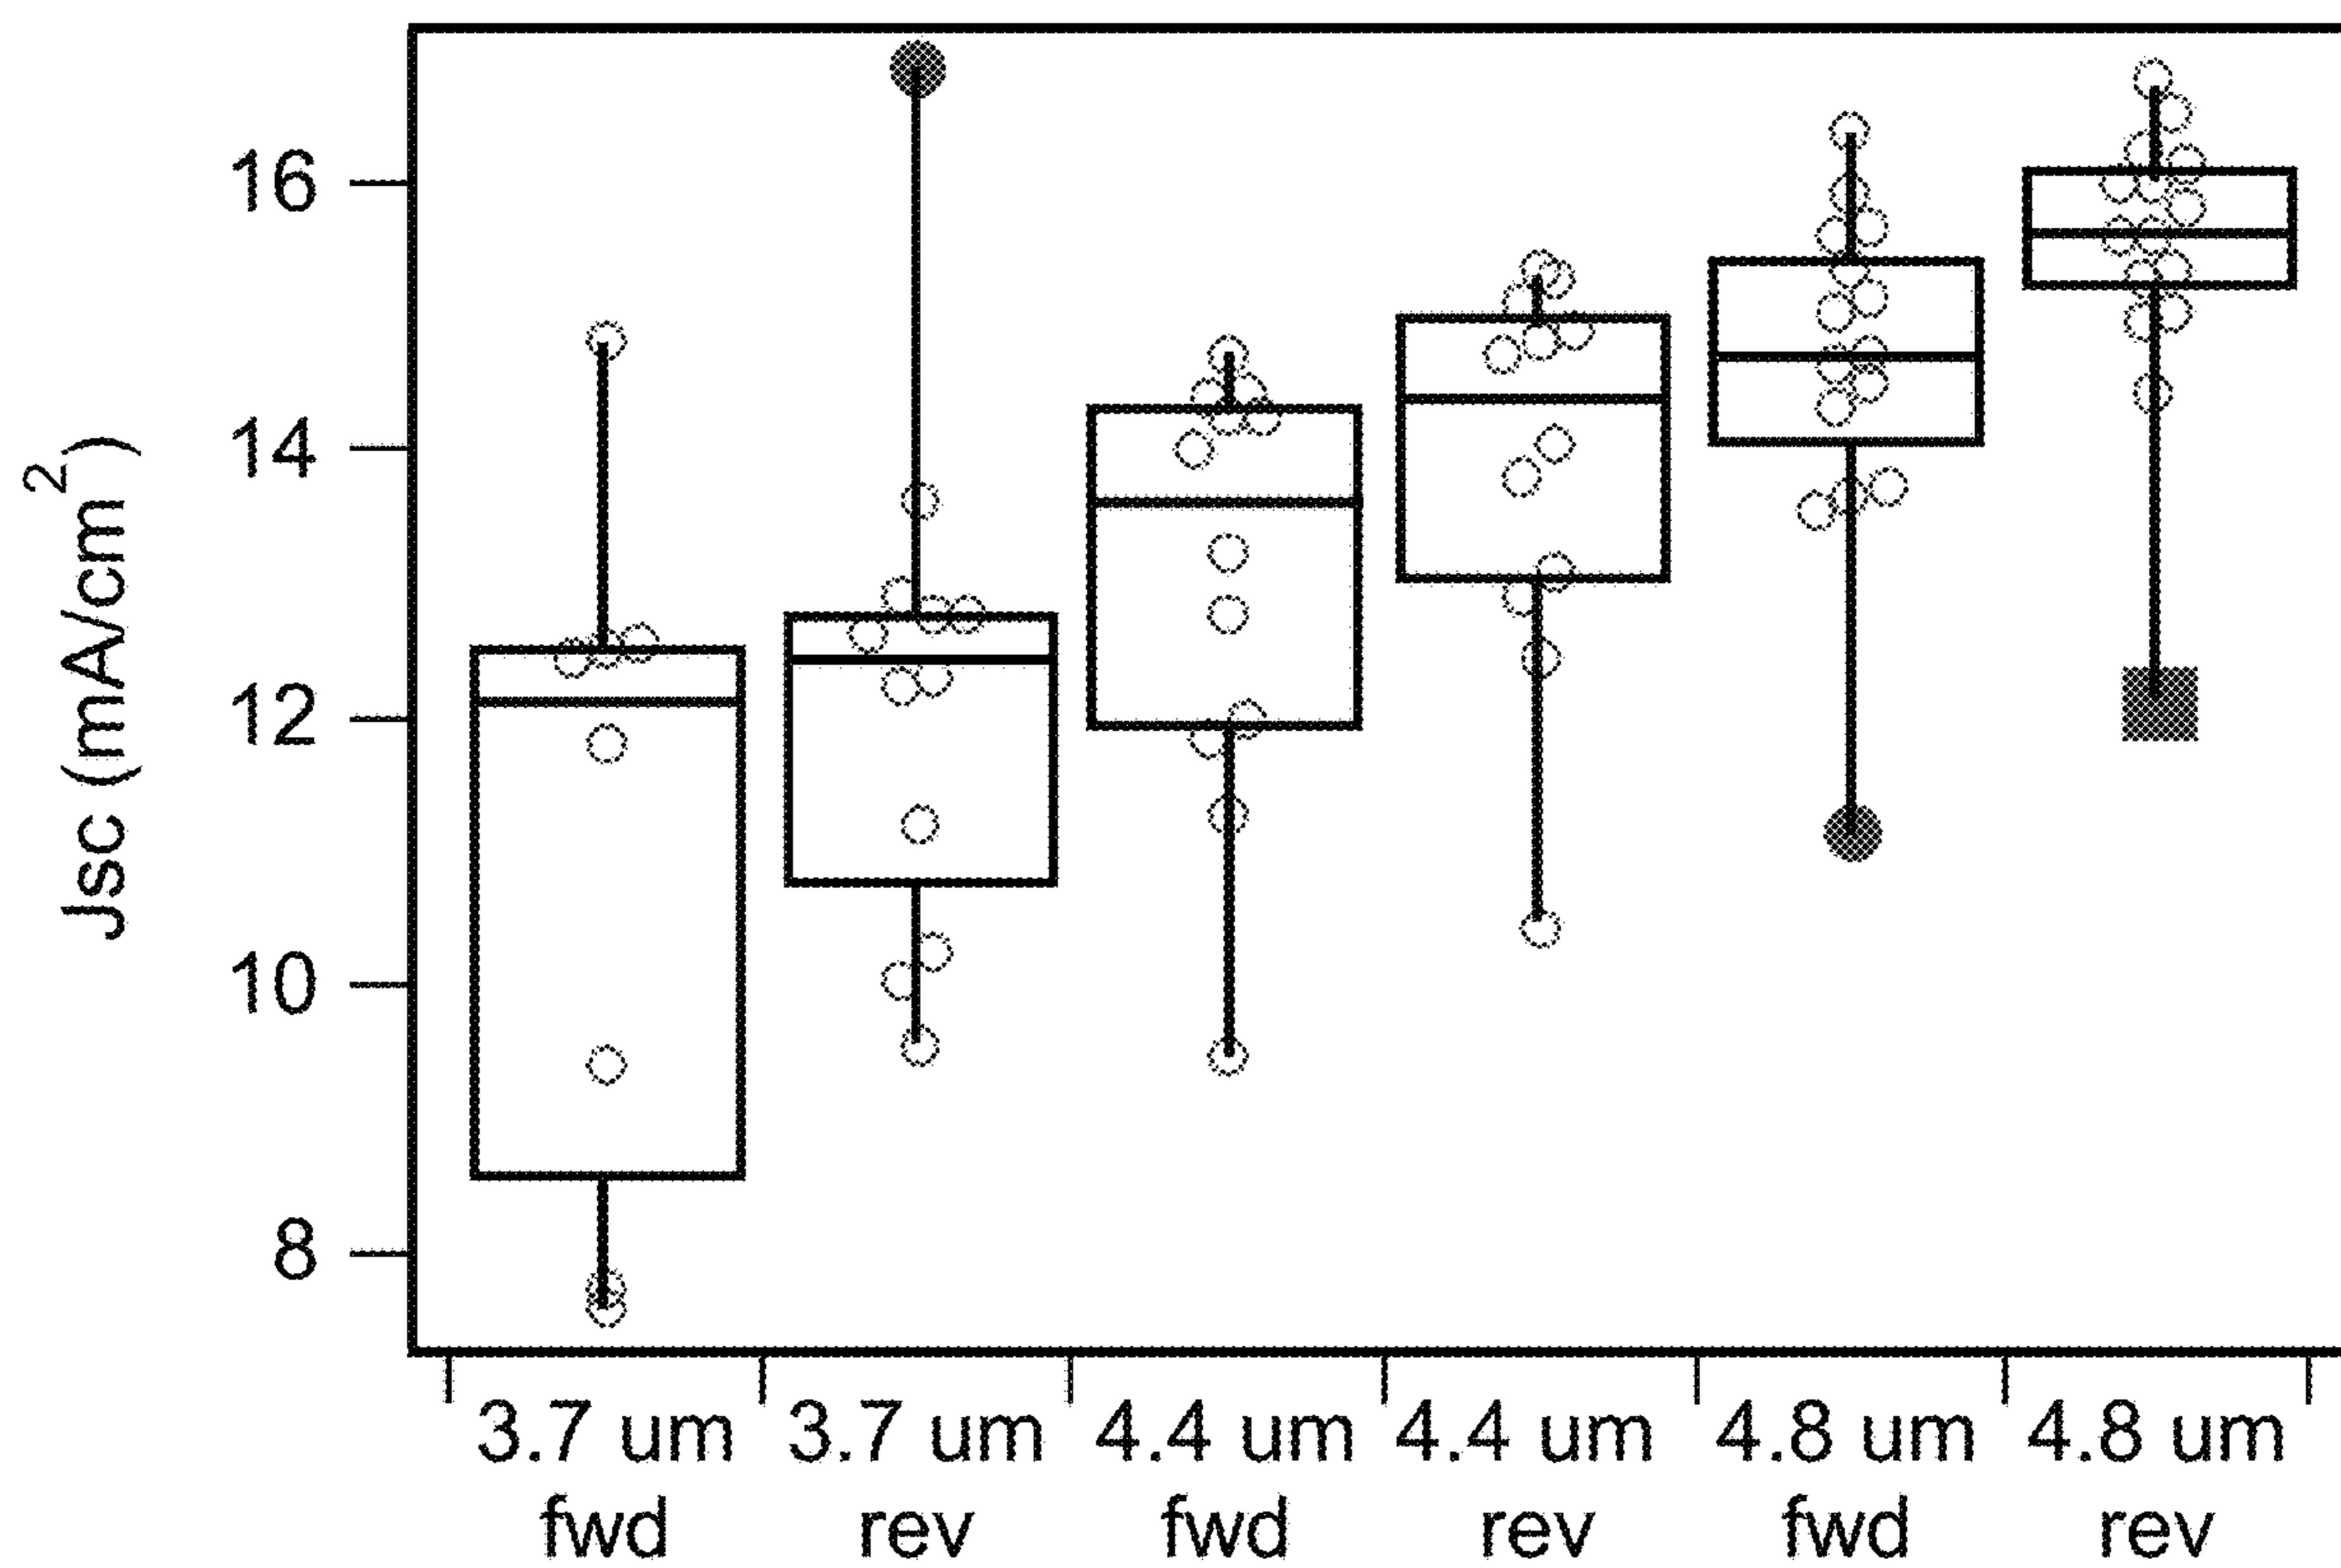 Jsc (mA/cm²)
16
14
12
10
8
3.7 um fwd
3.7 um rev
4.4 um fwd
4.4 um rev
4.8 um fwd
4.8 um rev